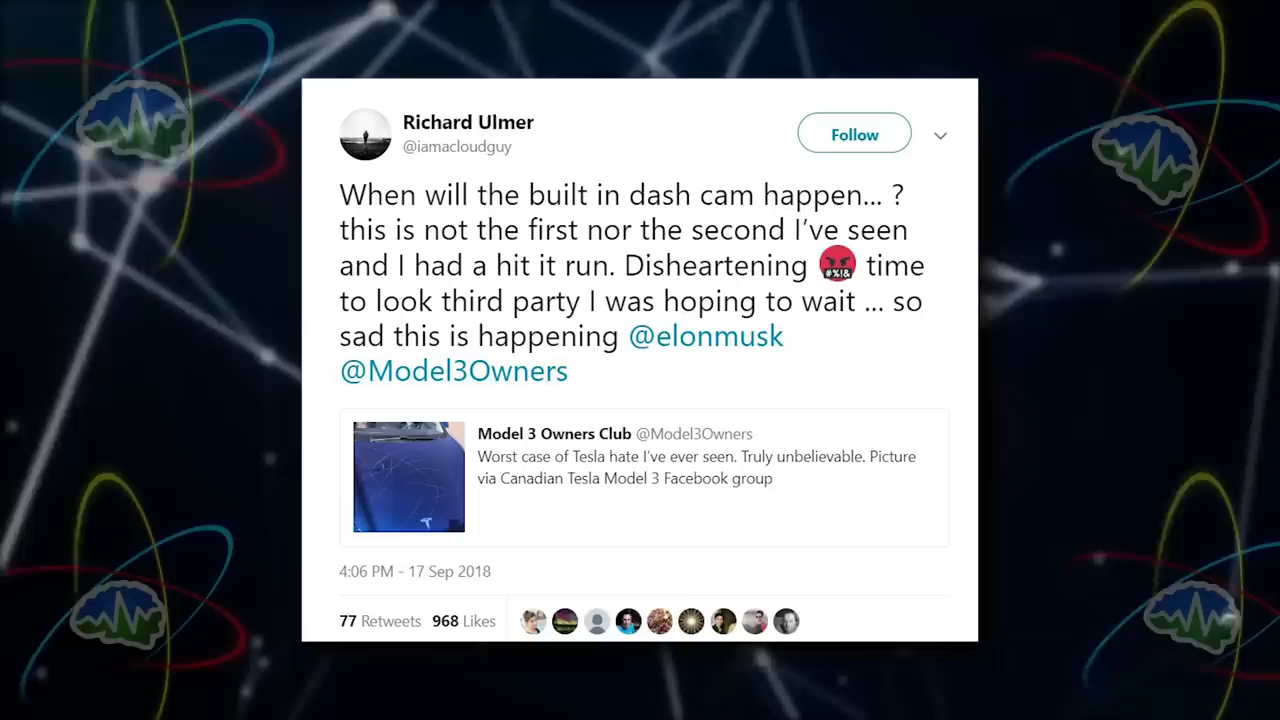 Richard Ulmer
@iamacloudguy
Follow
When will the built in dash cam happen... ?
this is not the first nor the second I’ve seen
and I had a hit it run. Disheartening 🤬 time
to look third party I was hoping to wait ... so
sad this is happening @elonmusk
@Model3Owners
Model 3 Owners Club @Model3Owners
Worst case of Tesla hate I’ve ever seen. Truly unbelievable. Picture
via Canadian Tesla Model 3 Facebook group
4:06 PM - 17 Sep 2018
77 Retweets 968 Likes